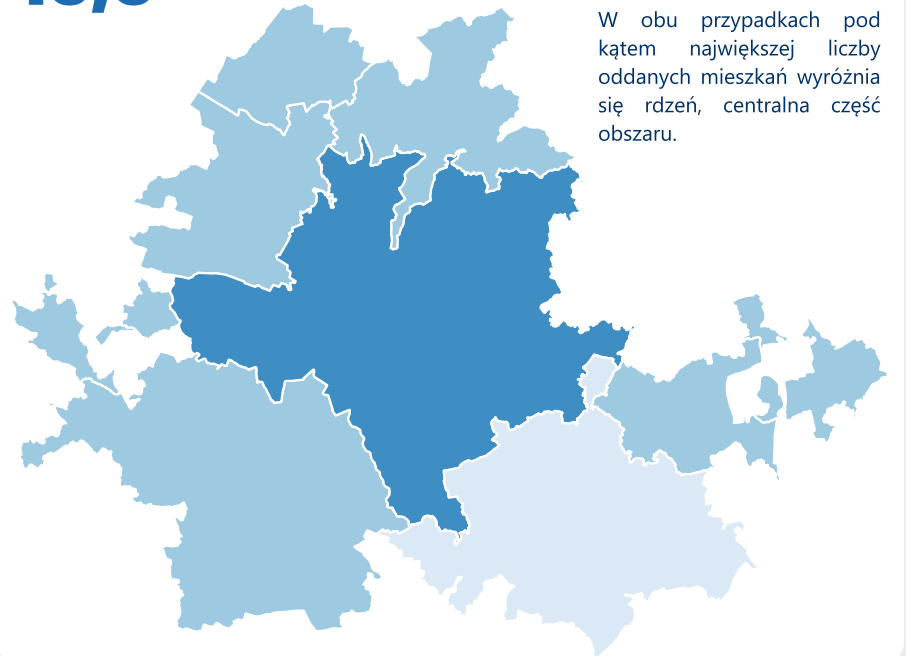 W obu przypadkach pod
kątem największej liczby
oddanych mieszkań wyróżnia
się rdzeń, centralna część
obszaru.